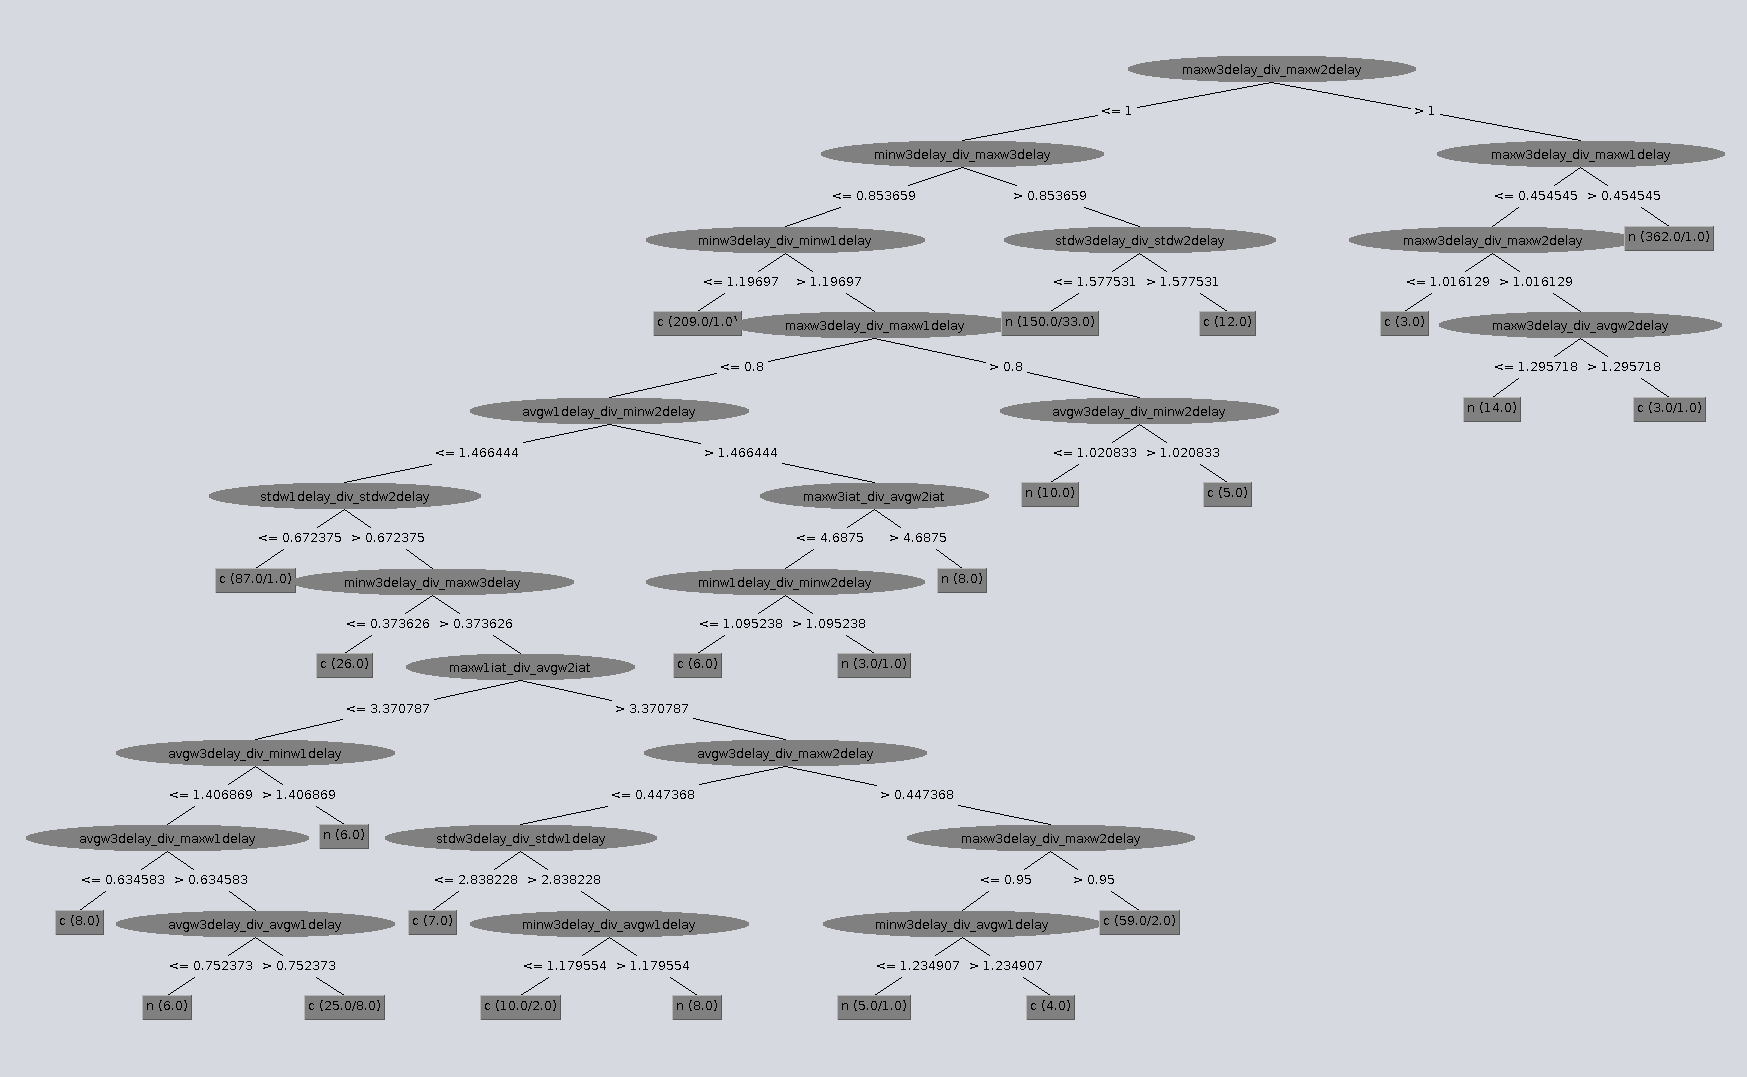 maxw3delay_div_maxw2delay
<= 1 > 1
minw3delay_div_maxw3delay maxw3delay_div_maxw1delay
<= 0.853659 > 0.853659 <= 0.454545 > 0.454545
minw3delay_div_minw1delay stdw3delay_div_stdw2delay maxw3delay_div_maxw2delay n (362.0/1.0)
<= 1.19697 > 1.19697 <= 1.577531 > 1.577531 <= 1.016129 > 1.016129
c (209.0/1.0) maxw3delay_div_maxw1delay n (150.0/33.0) c (12.0) c (3.0) maxw3delay_div_avgw2delay
<= 0.8 > 0.8 <= 1.295718 > 1.295718
avgw1delay_div_minw2delay avgw3delay_div_minw2delay n (14.0) c (3.0/1.0)
<= 1.466444 > 1.466444 <= 1.020833 > 1.020833
stdw1delay_div_stdw2delay maxw3iat_div_avgw2iat n (10.0) c (5.0)
<= 0.672375 > 0.672375 <= 4.6875 > 4.6875
c (87.0/1.0) minw3delay_div_maxw3delay minw1delay_div_minw2delay n (8.0)
<= 0.373626 > 0.373626 <= 1.095238 > 1.095238
c (26.0) maxw1iat_div_avgw2iat c (6.0) n (3.0/1.0)
<= 3.370787 > 3.370787
avgw3delay_div_minw1delay avgw3delay_div_maxw2delay
<= 1.406869 > 1.406869 <= 0.447368 > 0.447368
avgw3delay_div_maxw1delay n (6.0) stdw3delay_div_stdw1delay maxw3delay_div_maxw2delay
<= 0.634583 > 0.634583 <= 2.838228 > 2.838228 <= 0.95 > 0.95
c (8.0) avgw3delay_div_avgw1delay c (7.0) minw3delay_div_avgw1delay minw3delay_div_avgw1delay c (59.0/2.0)
<= 0.752373 > 0.752373 <= 1.179554 > 1.179554 <= 1.234907 > 1.234907
n (6.0) c (25.0/8.0) c (10.0/2.0) n (8.0) n (5.0/1.0) c (4.0)